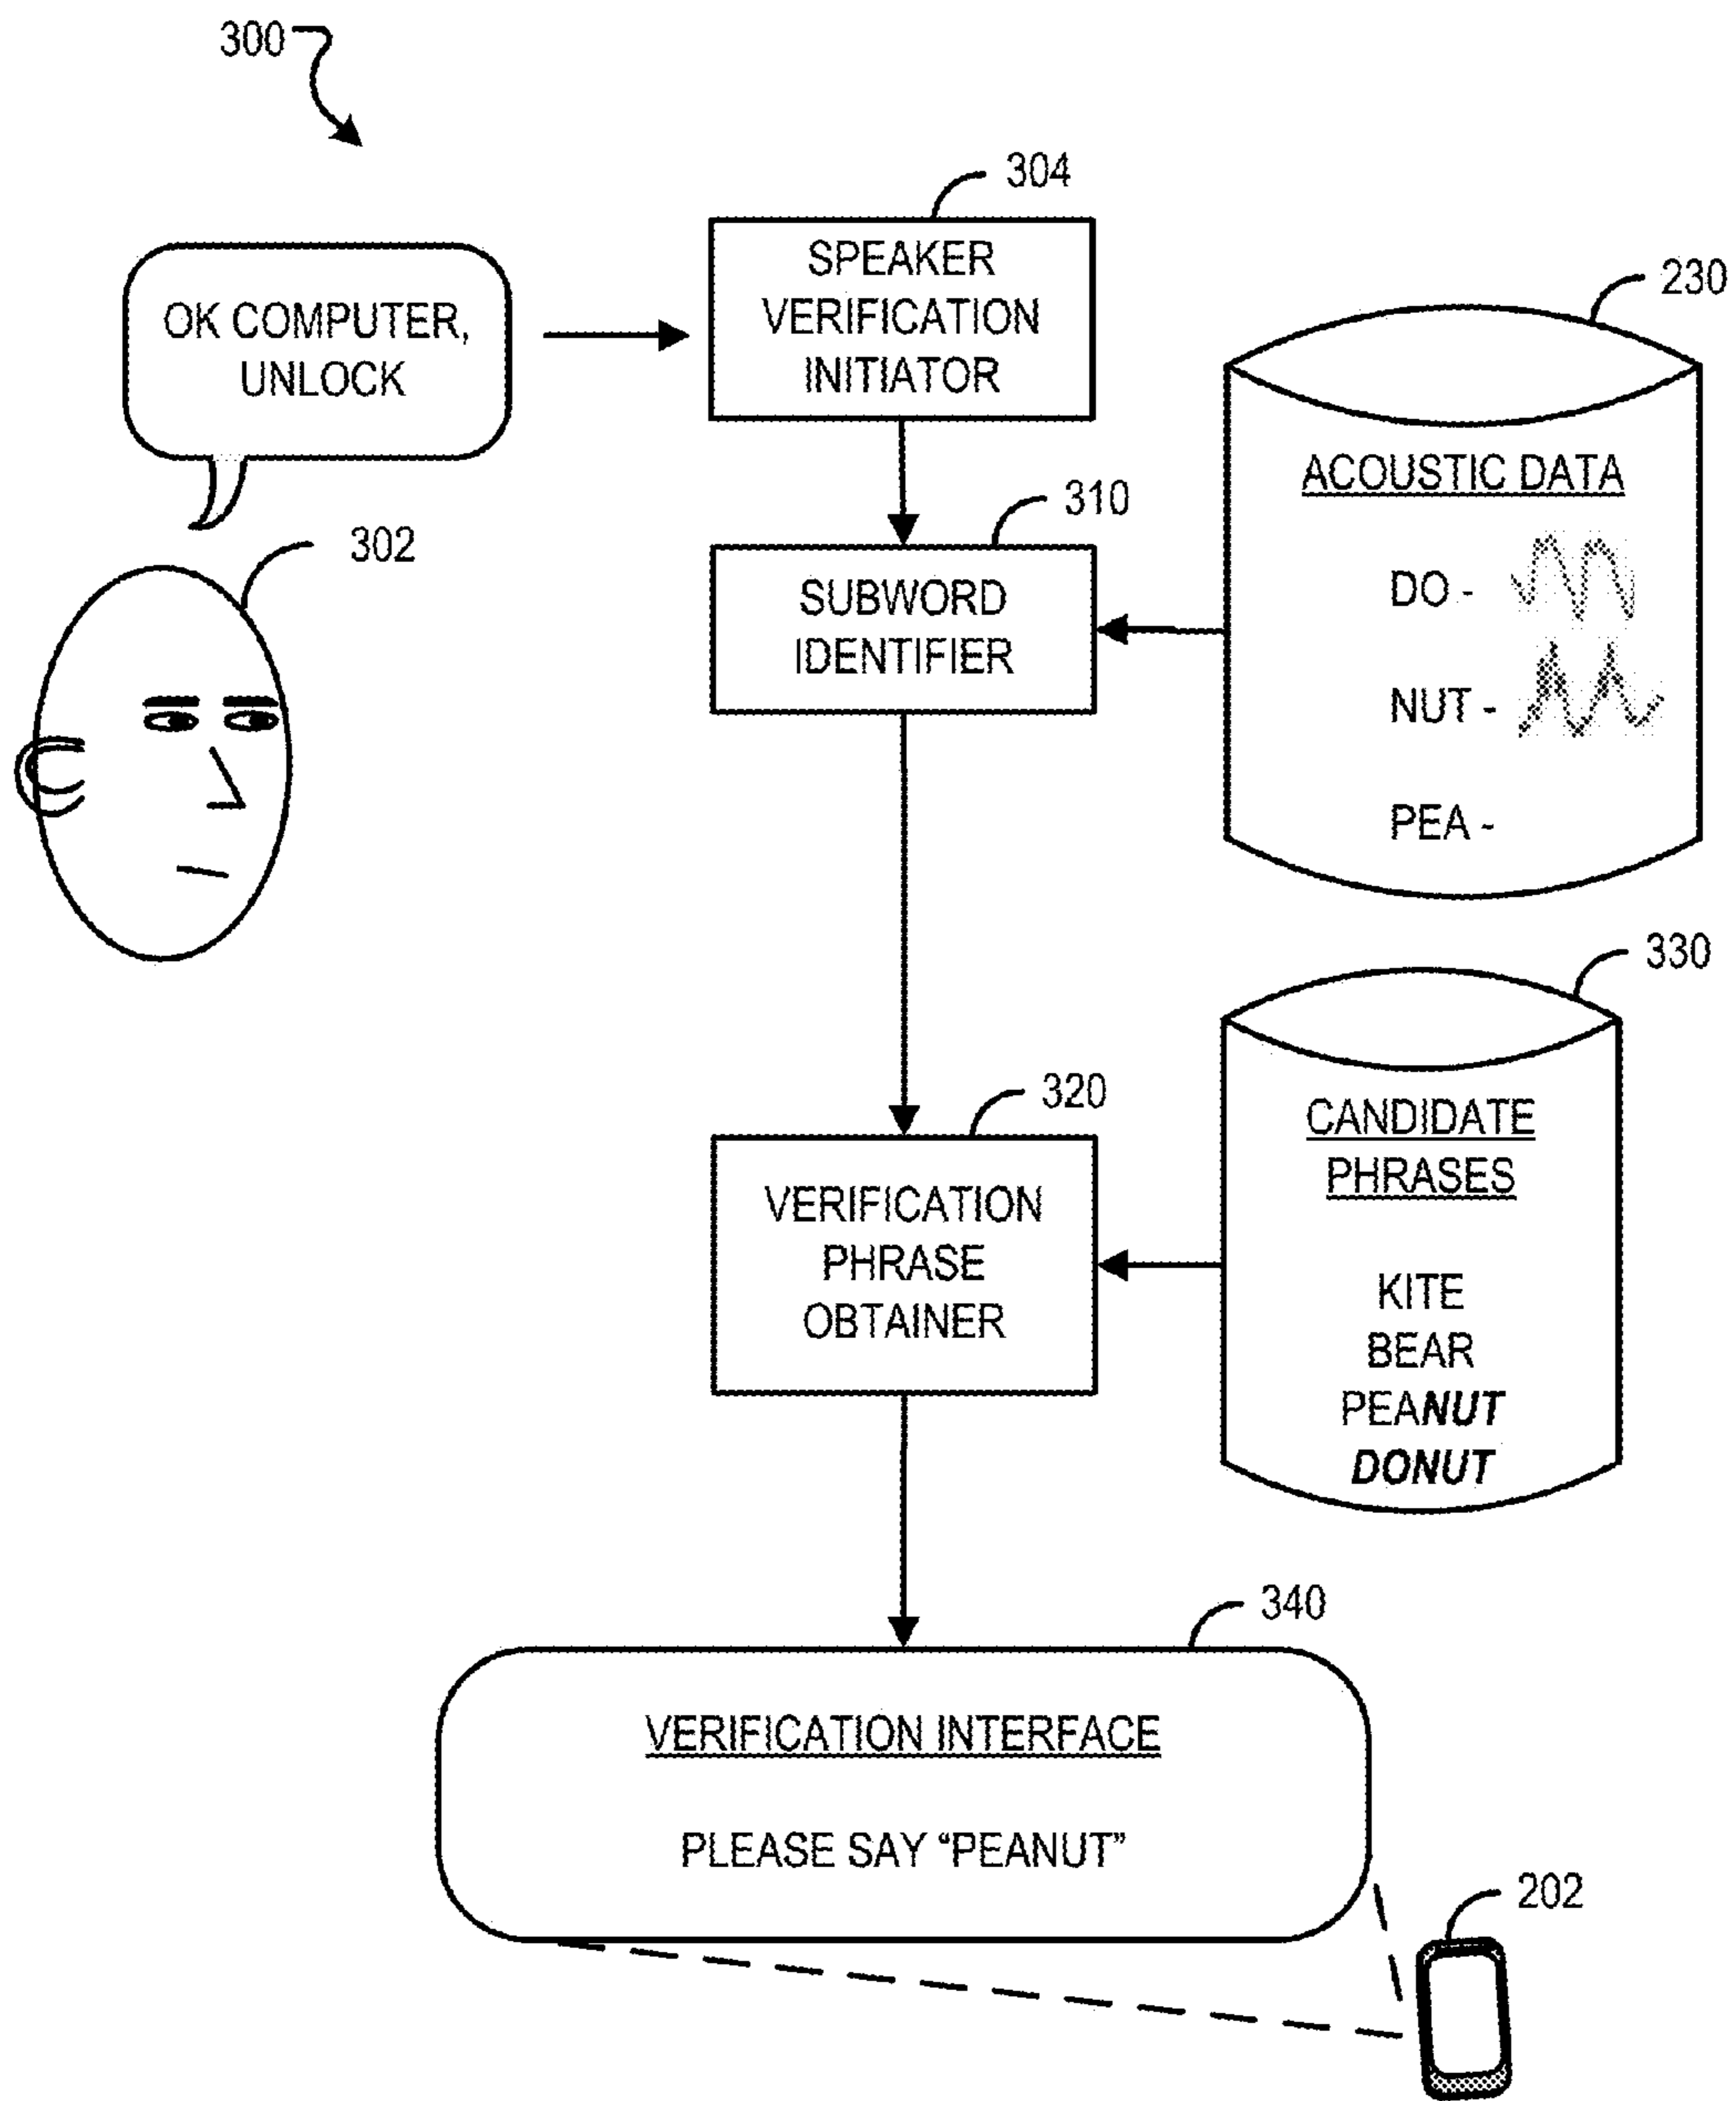 300
304
SPEAKER
VERIFICATION
INITIATOR
OK COMPUTER,
UNLOCK
230
ACOUSTIC DATA
DO -
NUT -
PEA -
310
SUBWORD
IDENTIFIER
302
330
CANDIDATE
PHRASES
KITE
BEAR
PEANUT
DONUT
320
VERIFICATION
PHRASE
OBTAINER
340
VERIFICATION INTERFACE
PLEASE SAY “PEANUT”
202